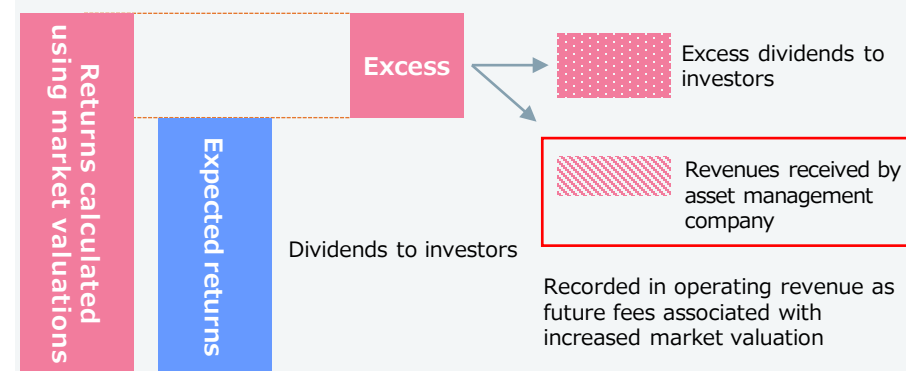 Returns calculated
using market valuations
Expected returns
Dividends to investors
Excess
Excess dividends to
investors
Revenues received by
asset management
company
Recorded in operating revenue as
future fees associated with
increased market valuation